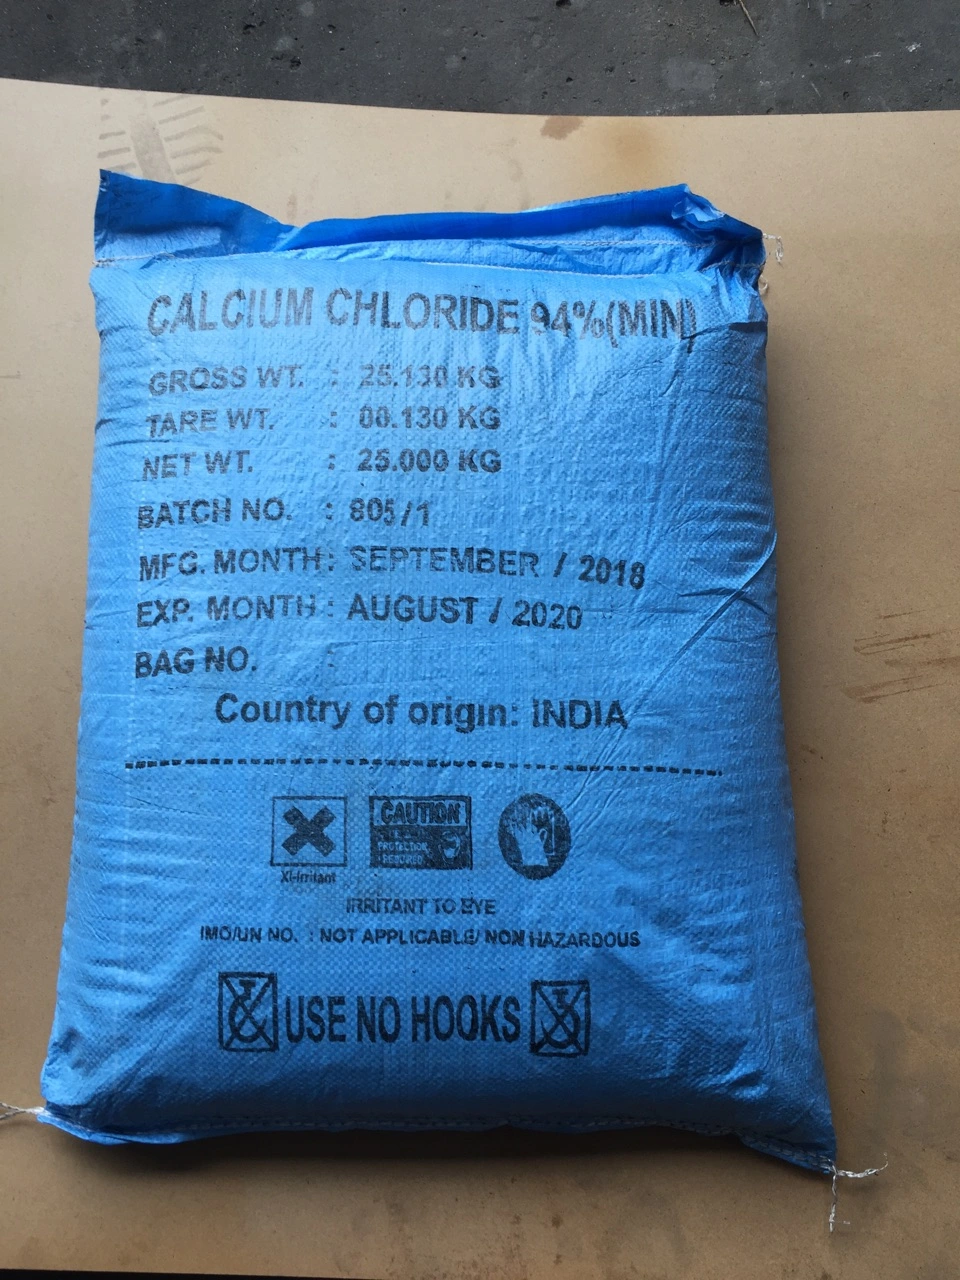 CALCIUM CHLORIDE 94%(MIN)
GROSS WT. : 25.130 KG
TARE WT. : 00.130 KG
NET WT. : 25.000 KG
BATCH NO. : 805/1
MFG. MONTH : SEPTEMBER / 2018
EXP. MONTH : AUGUST / 2020
BAG NO. :
Country of origin: INDIA
CAUTION
PROTECTION
REQUIRED
Xi-Irritant
IRRITANT TO EYE
IMO/UN NO. : NOT APPLICABLE/ NON HAZARDOUS
USE NO HOOKS